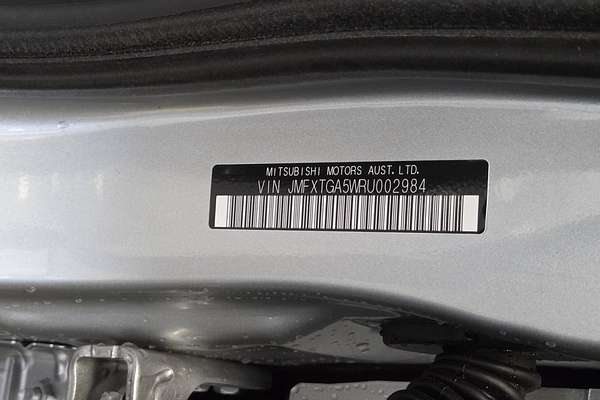 MITSUBISHI MOTORS AUST. LTD.
VIN JMFXTGA5WRU002984